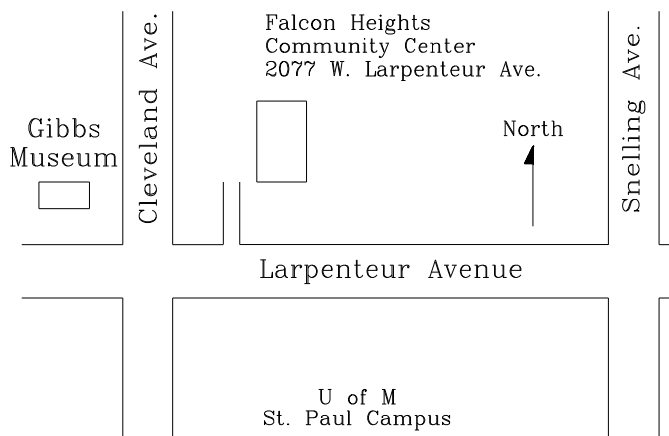 Falcon Heights
Community Center
2077 W. Larpenteur Ave.
Cleveland Ave.
Snelling Ave.
Gibbs
Museum
North
Larpenteur Avenue
U of M
St. Paul Campus